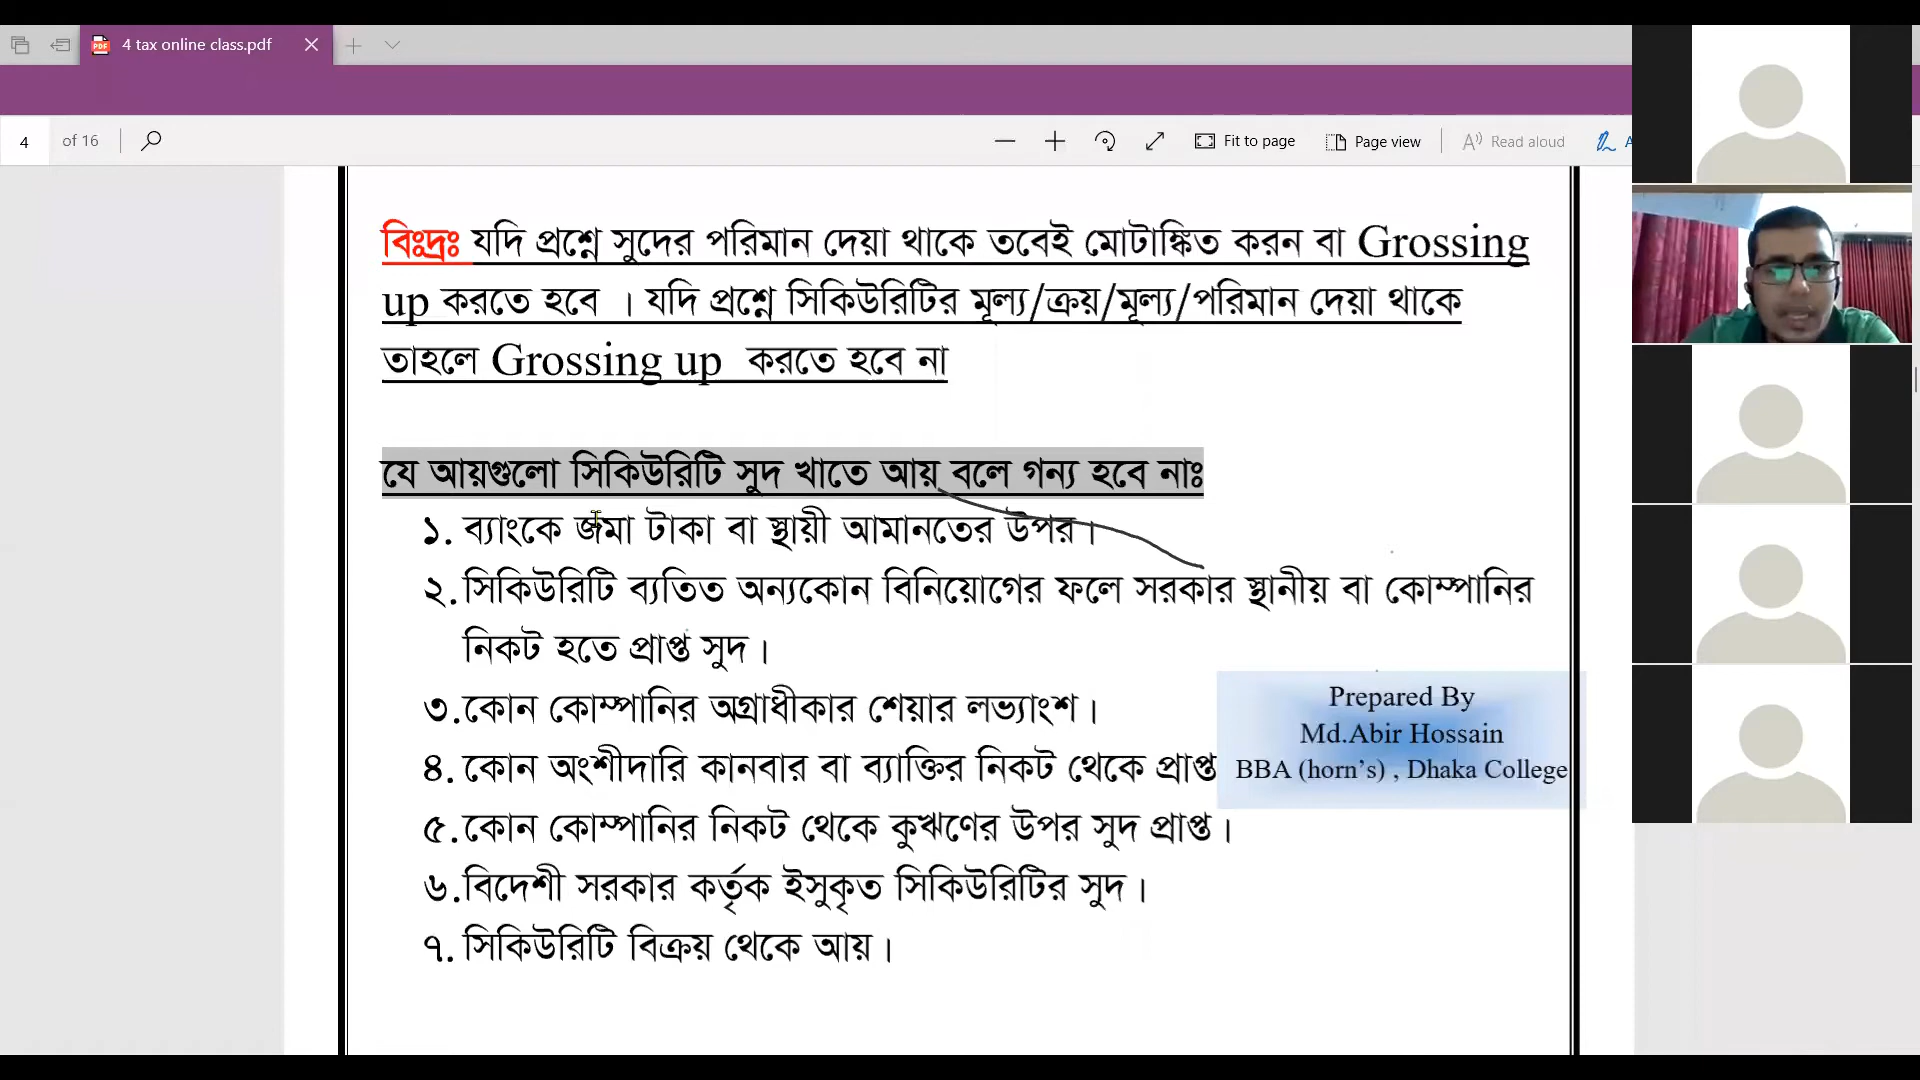 4 tax online class.pdf
4 of 16
Fit to page
Page view
Read aloud
বিঃদ্রঃ যদি প্রশ্নে সুদের পরিমান দেয়া থাকে তবেই মোটাঙ্কিত করন বা Grossing
up করতে হবে । যদি প্রশ্নে সিকিউরিটির মূল্য/ক্রয়/মূল্য/পরিমান দেয়া থাকে
তাহলে Grossing up করতে হবে না
যে আয়গুলো সিকিউরিটি সুদ খাতে আয় বলে গন্য হবে নাঃ
১. ব্যাংকে জমা টাকা বা স্থায়ী আমানতের উপর।
২. সিকিউরিটি ব্যতিত অন্যকোন বিনিয়োগের ফলে সরকার স্থানীয় বা কোম্পানির
নিকট হতে প্রাপ্ত সুদ।
৩. কোন কোম্পানির অগ্রাধীকার শেয়ার লভ্যাংশ।
৪. কোন অংশীদারি কানবার বা ব্যাক্তির নিকট থেকে প্রাপ্ত
৫. কোন কোম্পানির নিকট থেকে কুঋণের উপর সুদ প্রাপ্ত।
৬. বিদেশী সরকার কর্তৃক ইসুকৃত সিকিউরিটির সুদ।
৭. সিকিউরিটি বিক্রয় থেকে আয়।
Prepared By
Md.Abir Hossain
BBA (horn’s) , Dhaka College